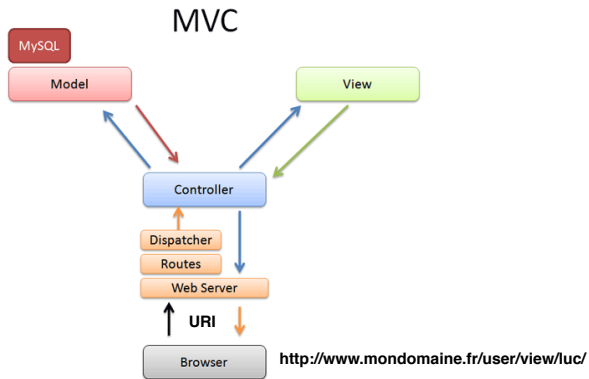 MVC
MySQL
Model
View
Controller
Dispatcher
Routes
Web Server
URI
Browser
http://www.mondomaine.fr/user/view/luc/